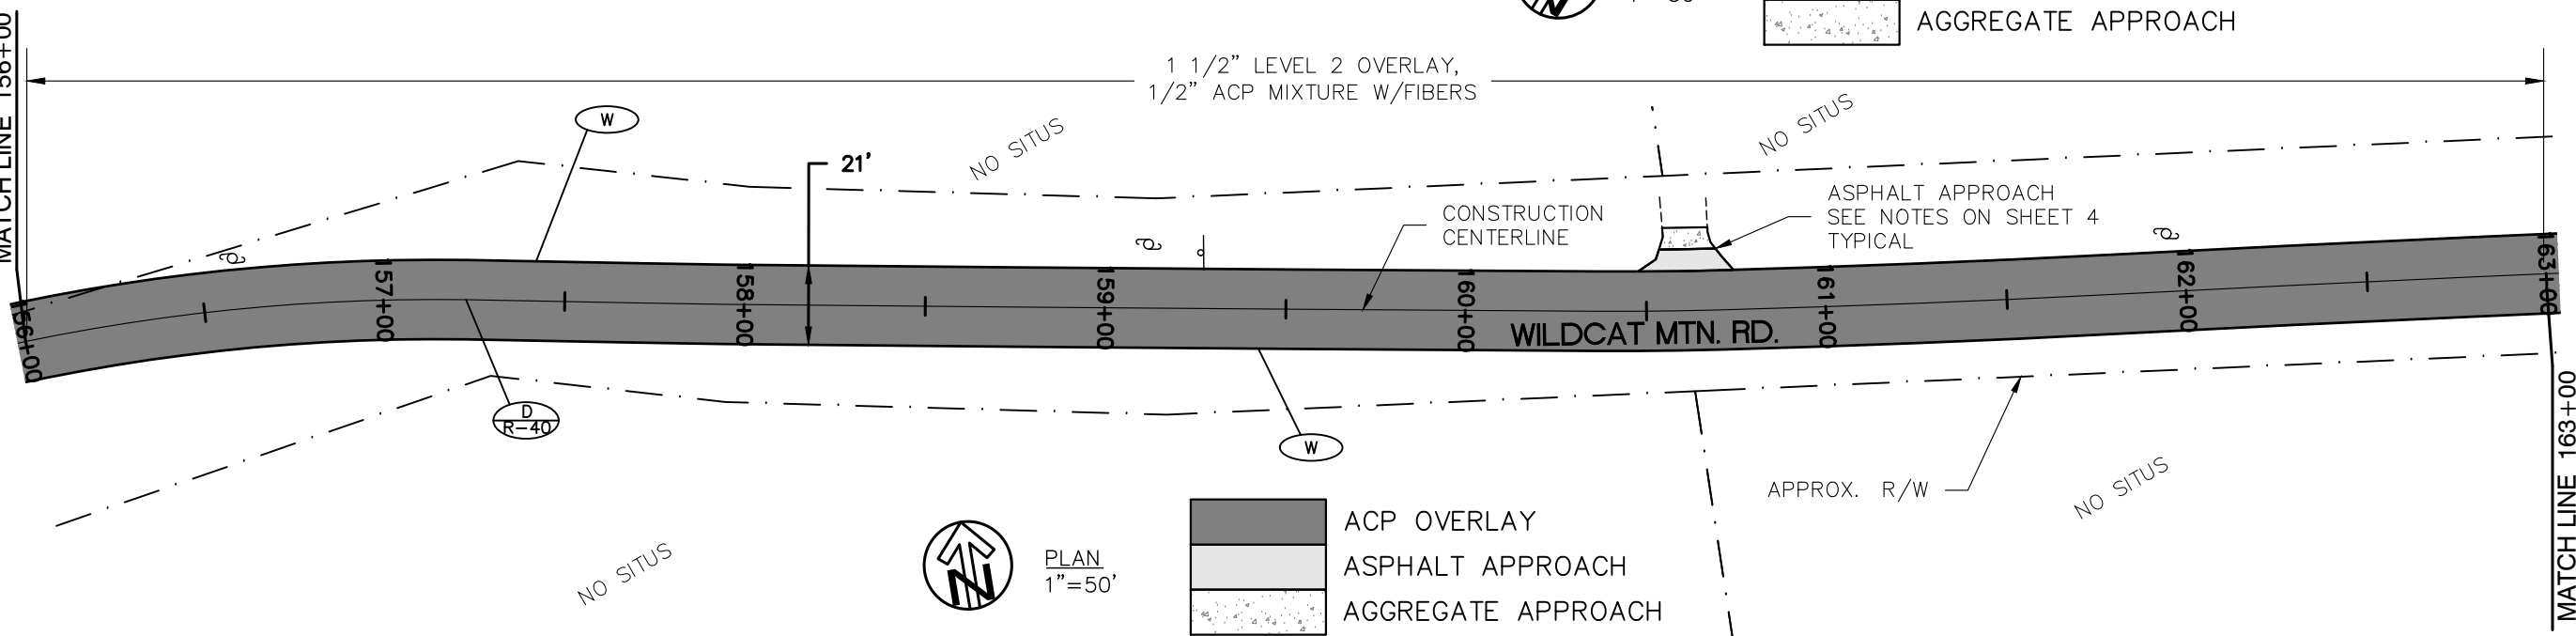 AGGREGATE APPROACH
MATCH LINE 156+00
1 1/2" LEVEL 2 OVERLAY,
1/2" ACP MIXTURE W/FIBERS
W
NO SITUS
NO SITUS
21'
CONSTRUCTION
CENTERLINE
ASPHALT APPROACH
SEE NOTES ON SHEET 4
TYPICAL
156+00
157+00
158+00
159+00
160+00
161+00
162+00
163+00
WILDCAT MTN. RD.
D
R-40
W
APPROX. R/W
NO SITUS
NO SITUS
MATCH LINE 163+00
N
PLAN
1"=50'
ACP OVERLAY
ASPHALT APPROACH
AGGREGATE APPROACH